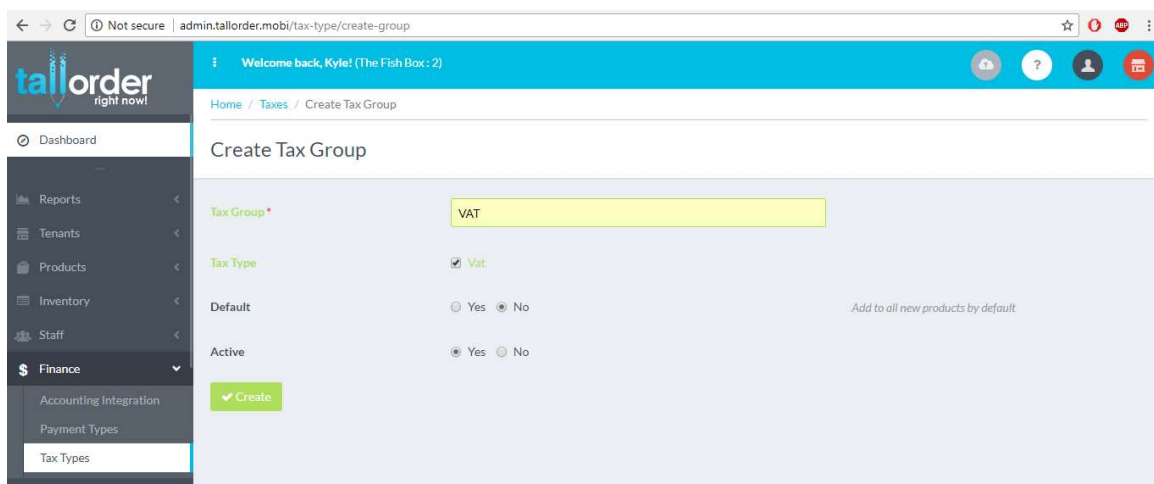 Not secure | admin.tallorder.mobi/tax-type/create-group
ABP
tallorder
right now!
Welcome back, Kyle! (The Fish Box : 2)
?
Home / Taxes / Create Tax Group
Dashboard
Create Tax Group
Reports
Tenants
Products
Inventory
Staff
$ Finance
Accounting Integration
Payment Types
Tax Types
Tax Group*
VAT
Tax Type
Vat
Default
Yes No
Add to all new products by default
Active
Yes No
Create